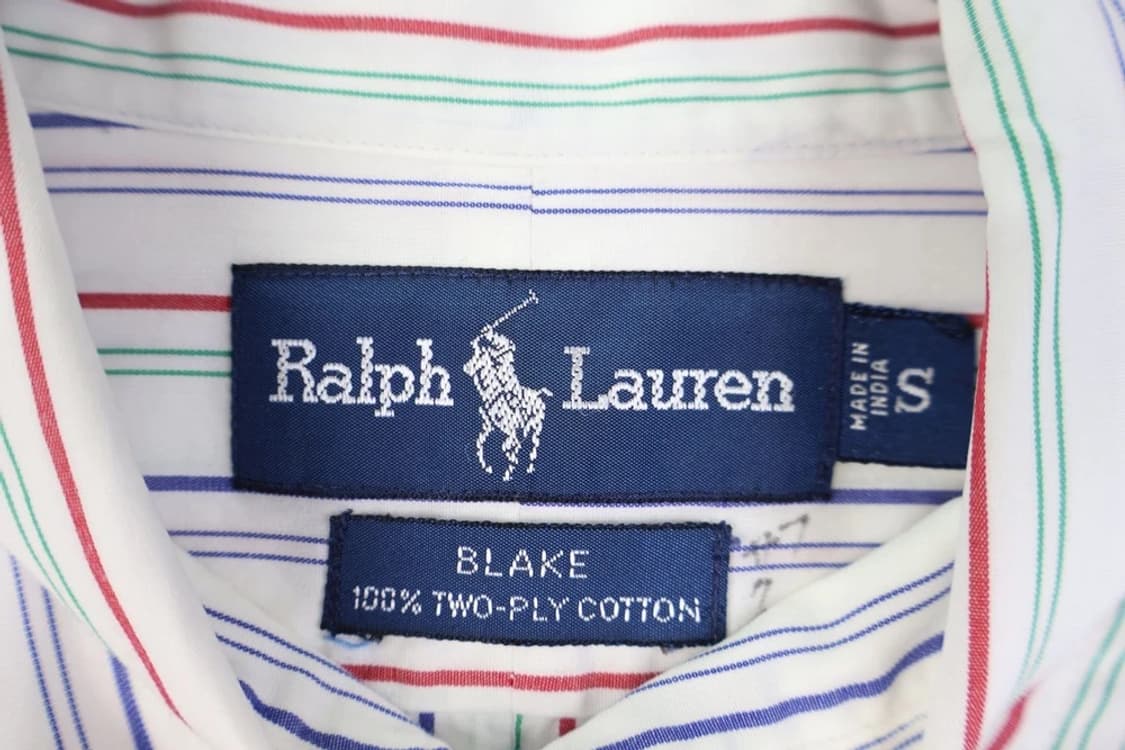 Ralph Lauren
MADE IN
INDIA
S
BLAKE
100% TWO-PLY COTTON